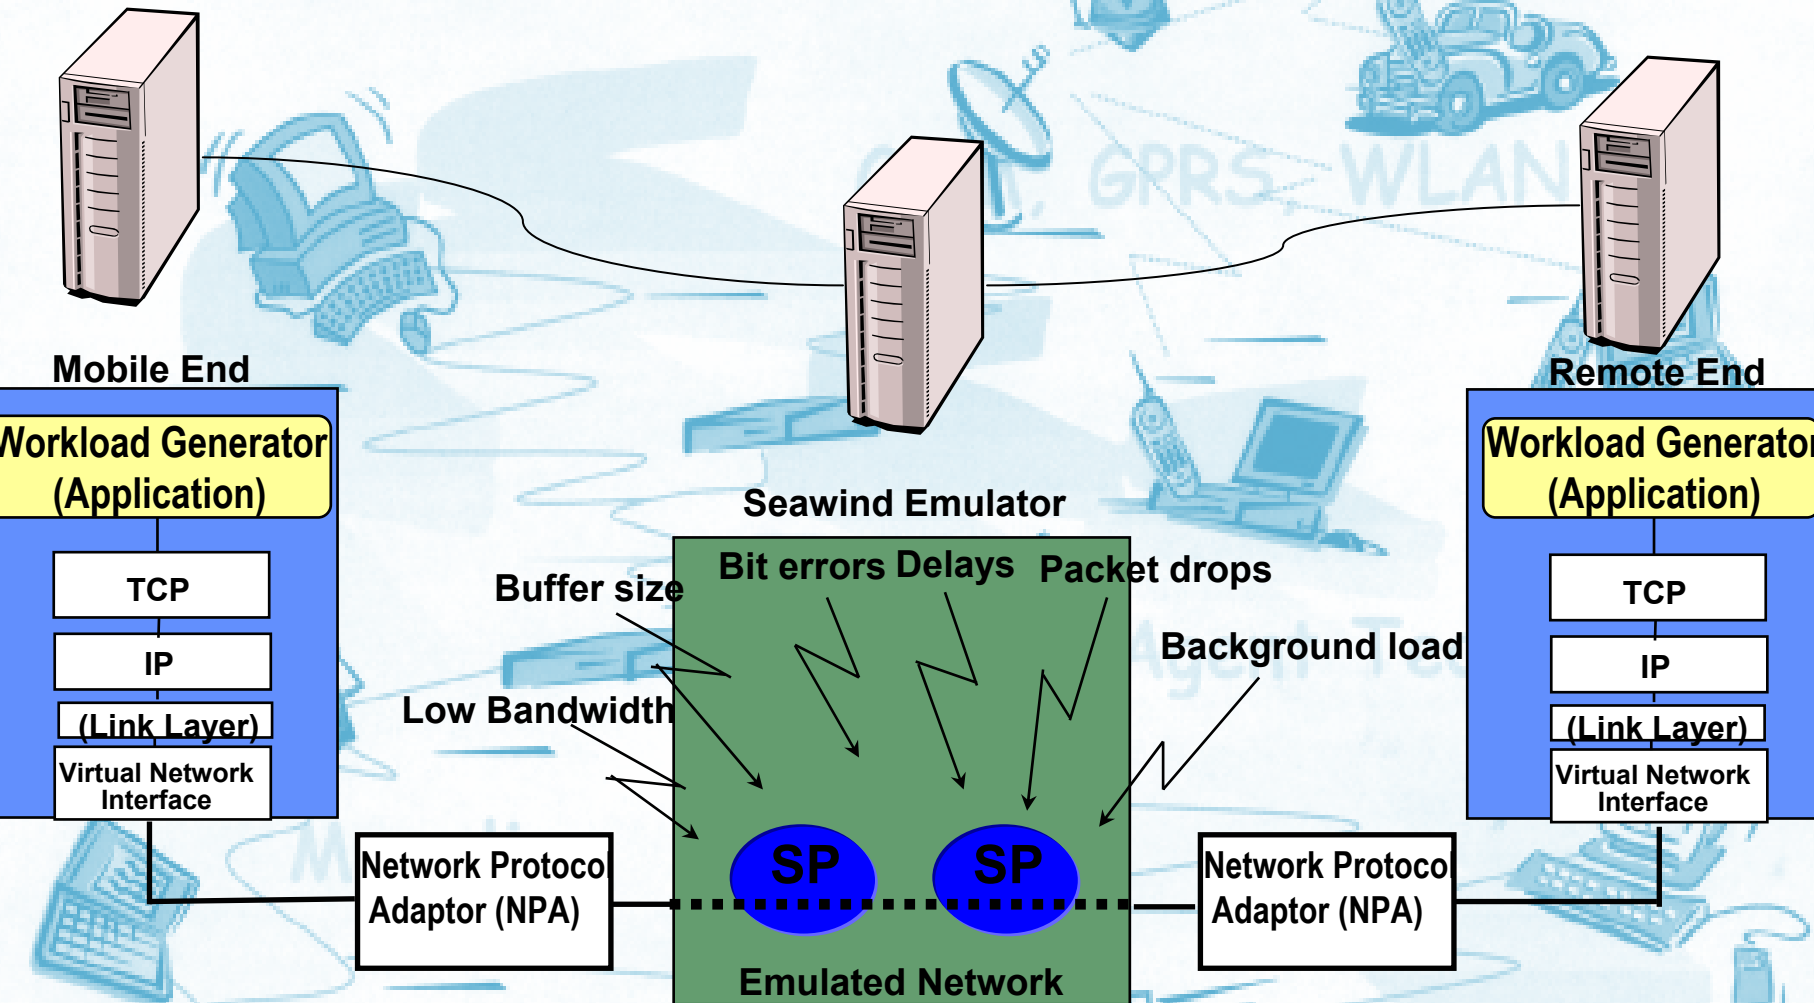 GPRS, WLAN
Mobile End
Remote End
Workload Generator
(Application)
Workload Generator
(Application)
Seawind Emulator
TCP
TCP
Bit errors
Delays
Packet drops
Buffer size
Background load
IP
IP
Low Bandwidth
(Link Layer)
(Link Layer)
Virtual Network
Interface
Virtual Network
Interface
SP
SP
Network Protocol
Adaptor (NPA)
Network Protocol
Adaptor (NPA)
Emulated Network